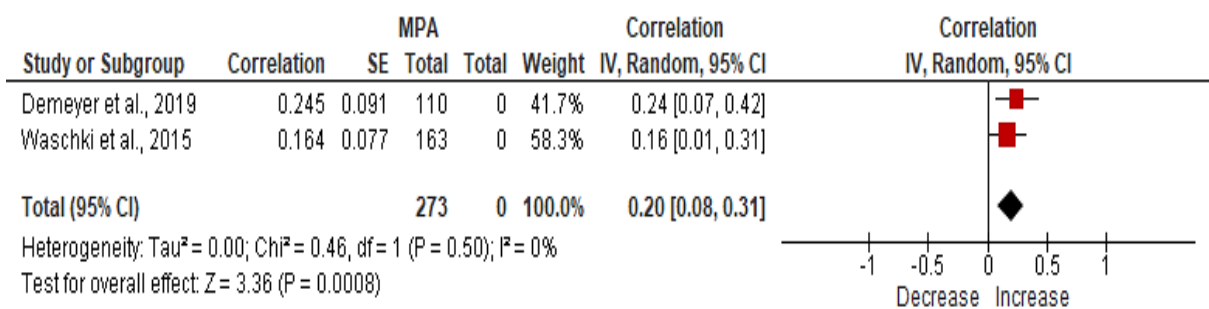 MPA Correlation Correlation
Study or Subgroup Correlation SE Total Total Weight IV, Random, 95% CI IV, Random, 95% CI
Demeyer et al., 2019 0.245 0.091 110 0 41.7% 0.24 [0.07, 0.42]
Waschki et al., 2015 0.164 0.077 163 0 58.3% 0.16 [0.01, 0.31]
Total (95% CI) 273 0 100.0% 0.20 [0.08, 0.31]
Heterogeneity: Tau² = 0.00; Chi² = 0.46, df = 1 (P = 0.50); I² = 0%
Test for overall effect: Z = 3.36 (P = 0.0008)
-1 -0.5 0 0.5 1
Decrease Increase